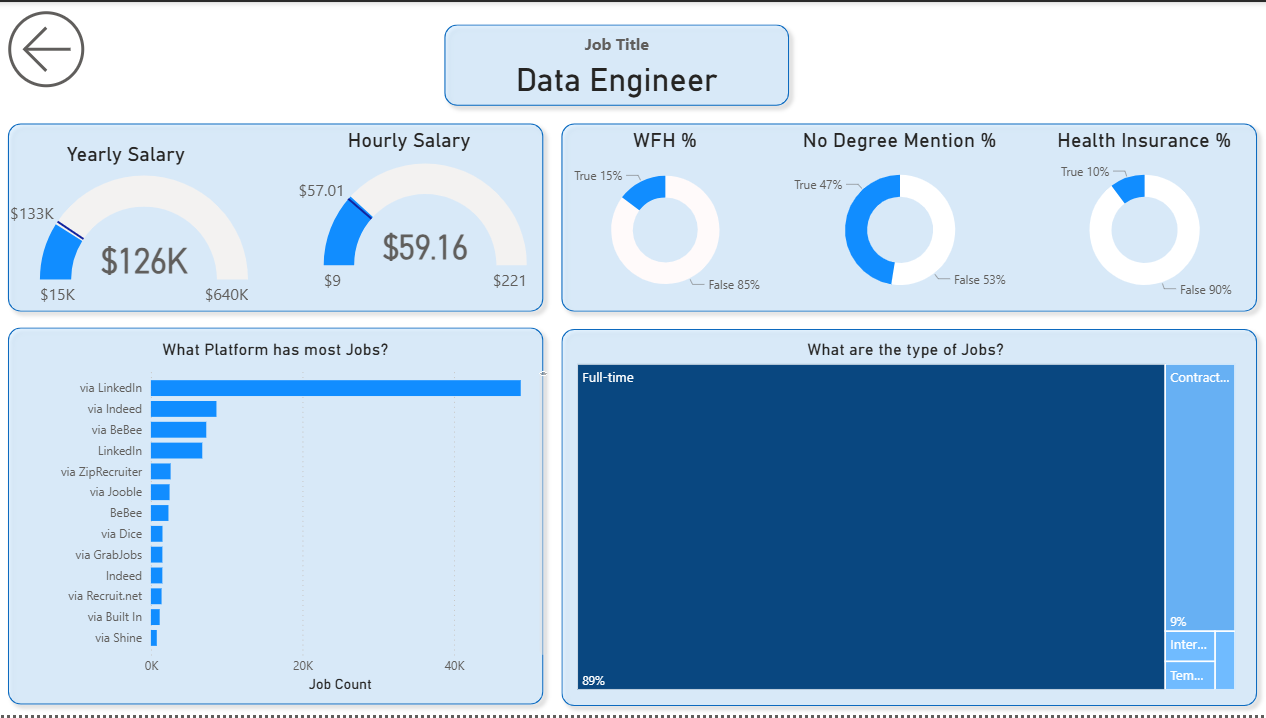 Job Title
Data Engineer
Yearly Salary
$133K
$126K
$15K
$640K
Hourly Salary
$57.01
$59.16
$9
$221
WFH %
True 15%
False 85%
No Degree Mention %
True 47%
False 53%
Health Insurance %
True 10%
False 90%
What Platform has most Jobs?
via LinkedIn
via Indeed
via BeBee
LinkedIn
via ZipRecruiter
via Jooble
BeBee
via Dice
via GrabJobs
Indeed
via Recruit.net
via Built In
via Shine
0K
20K
40K
Job Count
What are the type of Jobs?
Full-time
89%
Contract...
9%
Inter...
Tem...